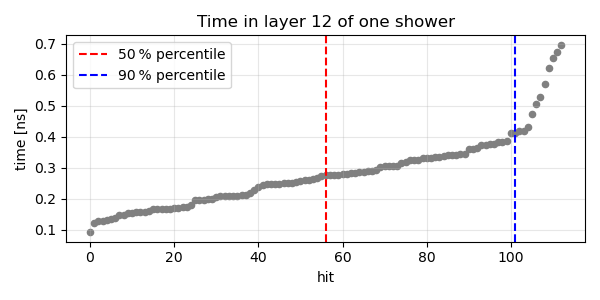 Time in layer 12 of one shower
50 % percentile
90 % percentile
time [ns]
0.7
0.6
0.5
0.4
0.3
0.2
0.1
0 20 40 60 80 100
hit